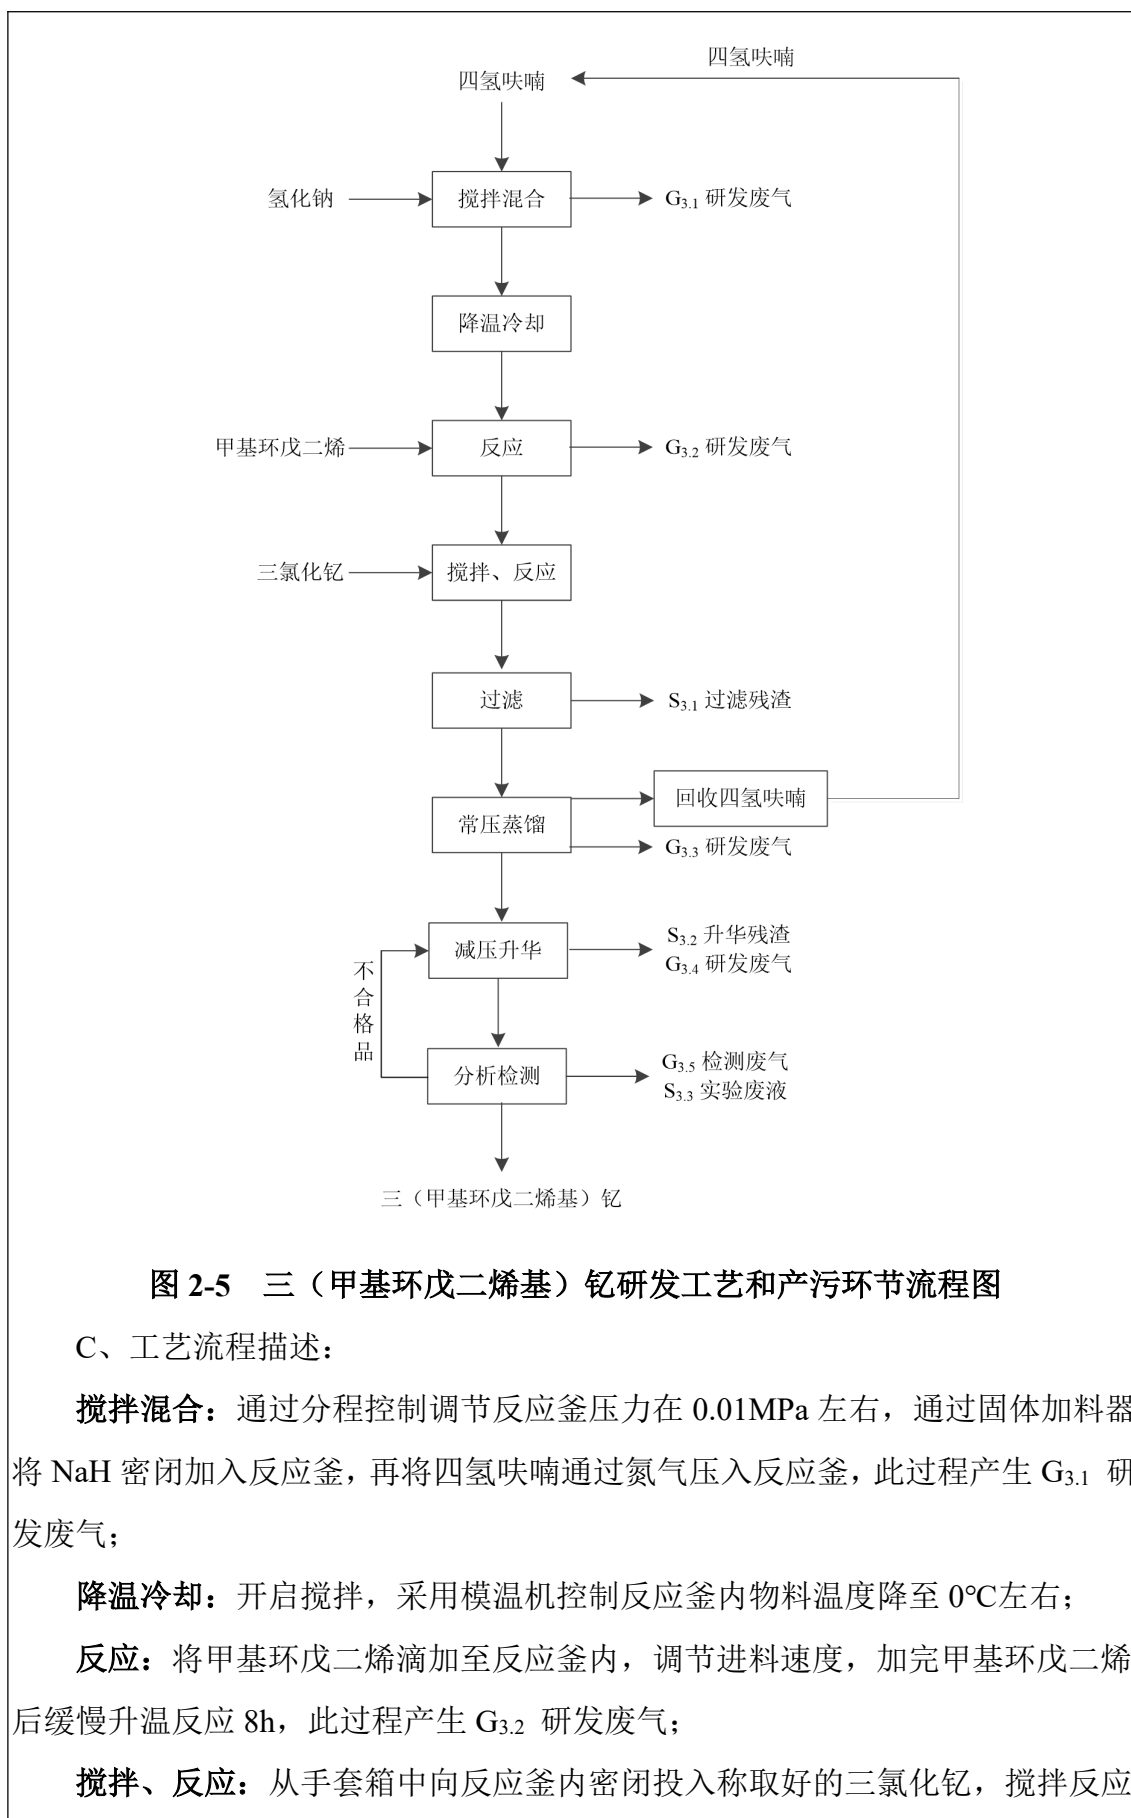 四氢呋喃
四氢呋喃
氢化钠
搅拌混合
G3.1 研发废气
降温冷却
甲基环戊二烯
反应
G3.2 研发废气
三氯化钇
搅拌、反应
过滤
S3.1 过滤残渣
回收四氢呋喃
常压蒸馏
G3.3 研发废气
减压升华
S3.2 升华残渣
G3.4 研发废气
不合格品
分析检测
G3.5 检测废气
S3.3 实验废液
三（甲基环戊二烯基）钇
图 2-5 三（甲基环戊二烯基）钇研发工艺和产污环节流程图
C、工艺流程描述：
搅拌混合：通过分程控制调节反应釜压力在 0.01MPa 左右，通过固体加料器
将 NaH 密闭加入反应釜，再将四氢呋喃通过氮气压入反应釜，此过程产生 G3.1 研
发废气；
降温冷却：开启搅拌，采用模温机控制反应釜内物料温度降至 0℃左右；
反应：将甲基环戊二烯滴加至反应釜内，调节进料速度，加完甲基环戊二烯
后缓慢升温反应 8h，此过程产生 G3.2 研发废气；
搅拌、反应：从手套箱中向反应釜内密闭投入称取好的三氯化钇，搅拌反应